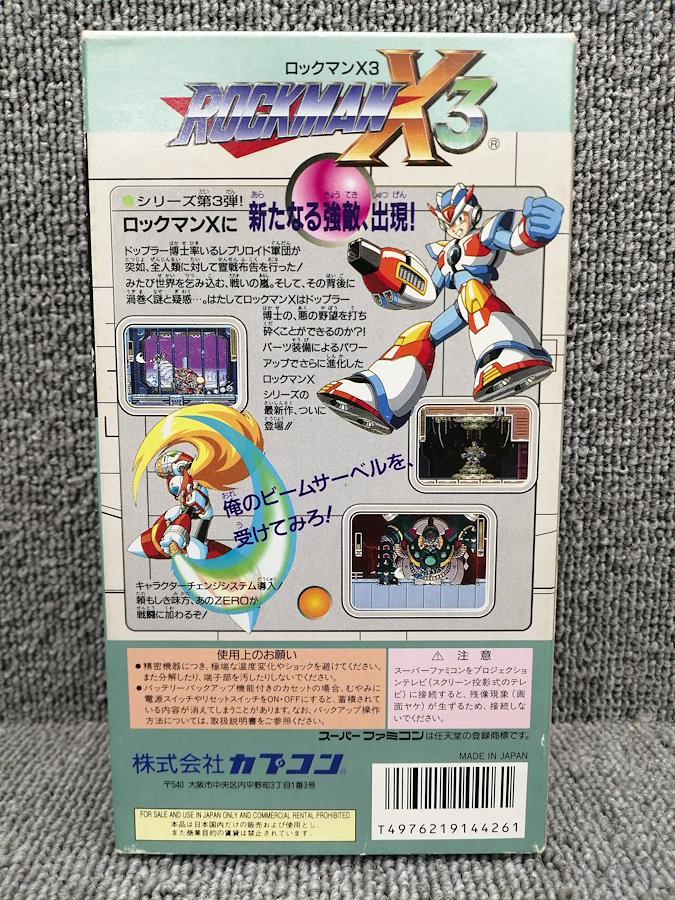 ロックマンX3
ROCKMAN X3®
シリーズ第3弾!
ロックマンXに 新たなる強敵、出現!
ドップラー博士率いるレプリロイド軍団が
突如、全人類に対して宣戦布告を行った!
みたび世界を呑み込む、戦いの嵐。そして、その背後に
渦巻く謎と疑惑…。はたしてロックマンXはドップラー
博士の、悪の野望を打ち
砕くことができるのか?!
パーツ装備によるパワー
アップでさらに進化した
ロックマンX
シリーズの
最新作、ついに
登場!!
俺のビームサーベルを、
受けてみろ!
キャラクターチェンジシステム導入!
頼もしき味方、あのZEROが、
戦闘に加わるぞ!
使用上のお願い
●精密機器につき、極端な温度変化やショックを避けてください。
また分解したり、端子部を汚したりしないでください。
●バッテリーバックアップ機能付きのカセットの場合、むやみに
電源スイッチやリセットスイッチをON・OFFにすると、蓄積されて
いる内容が消えてしまうことがあります。なお、バックアップ操作
方法については、取扱説明書をご参照ください。
⚠ 注意
スーパーファミコンをプロジェクション
テレビ(スクリーン投影式のテレ
ビ)に接続すると、残像現象(画
面ヤケ)が生ずるため、接続しな
いでください。
スーパーファミコンは任天堂の登録商標です。
MADE IN JAPAN
株式会社 カプコン®
〒540 大阪市中央区内平野町3丁目1番3号
FOR SALE AND USE IN JAPAN ONLY AND COMMERCIAL RENTAL PROHIBITED.
本品は日本国内だけの販売および使用とし、
また商業目的の賃貸は禁止されています。
T4976219144261